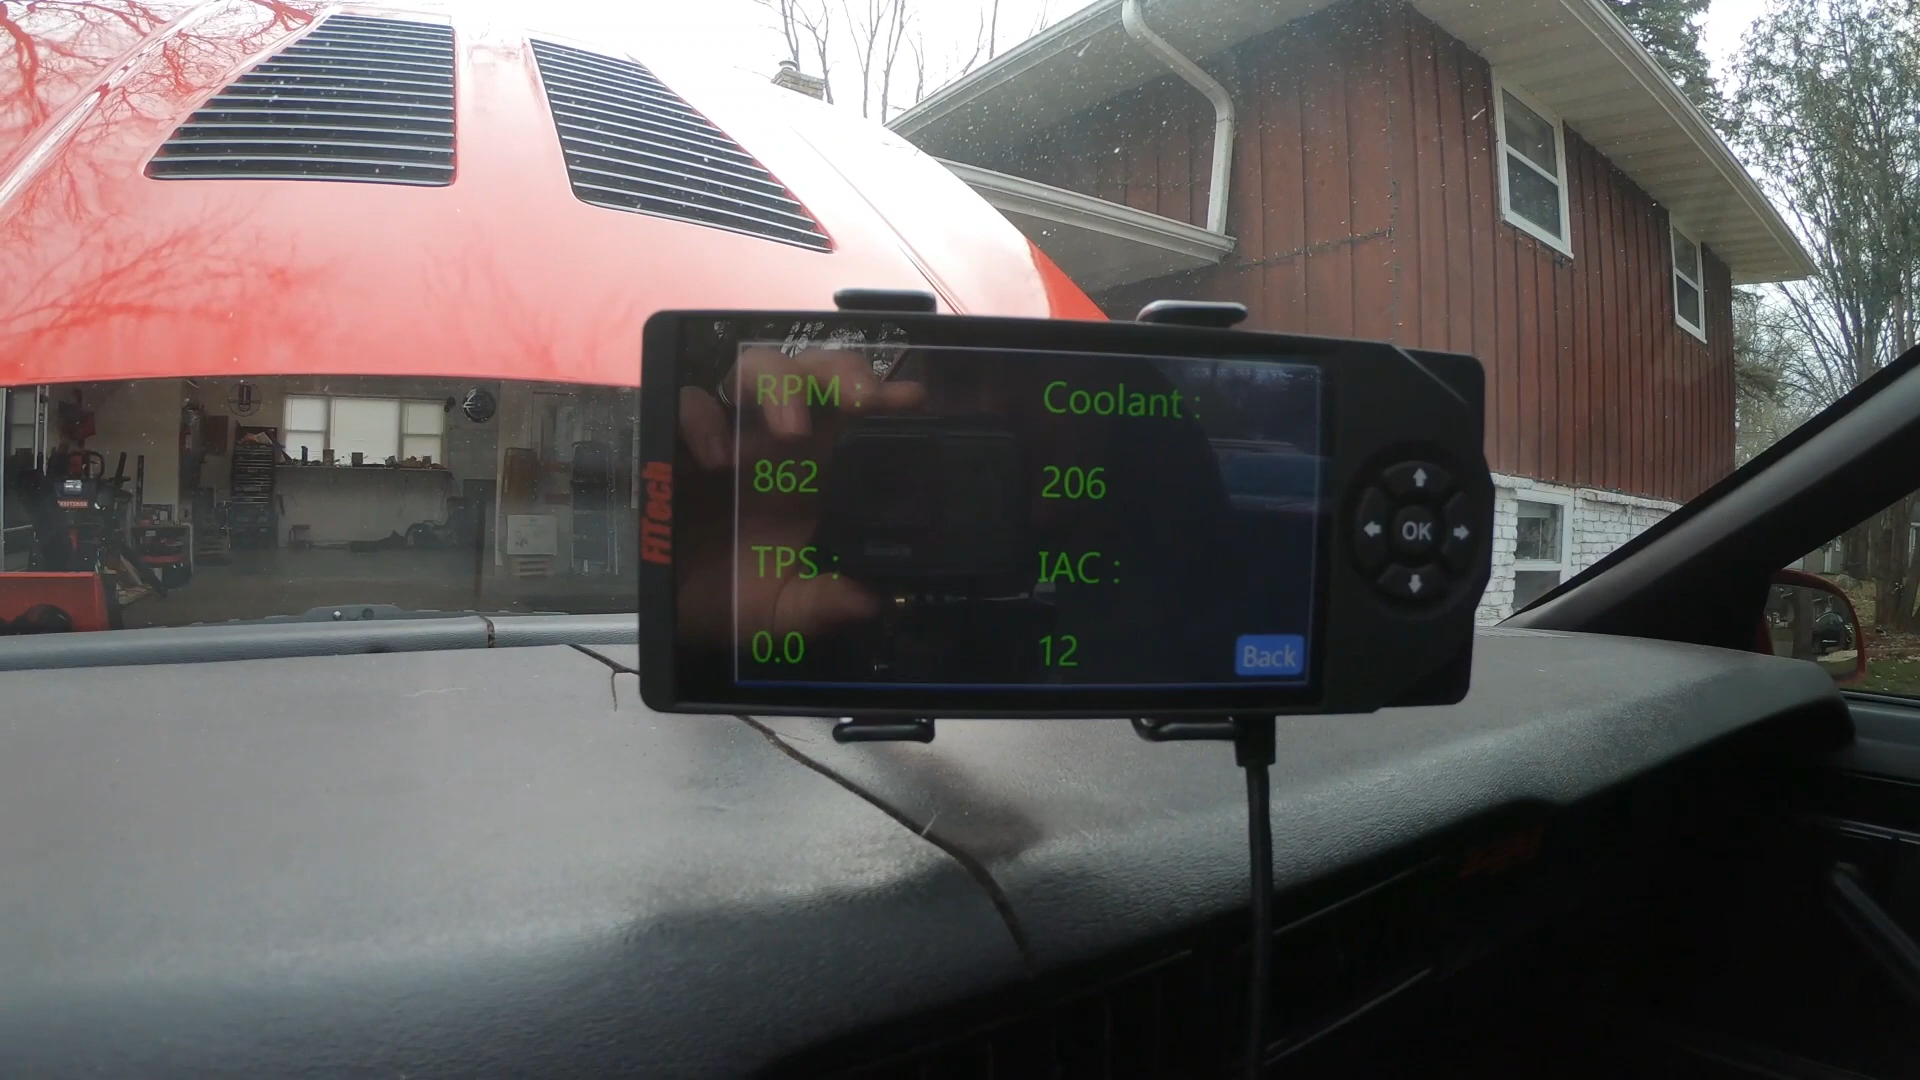 RPM :
Coolant :
862
206
TPS :
IAC :
0.0
12
Back
FiTech
OK